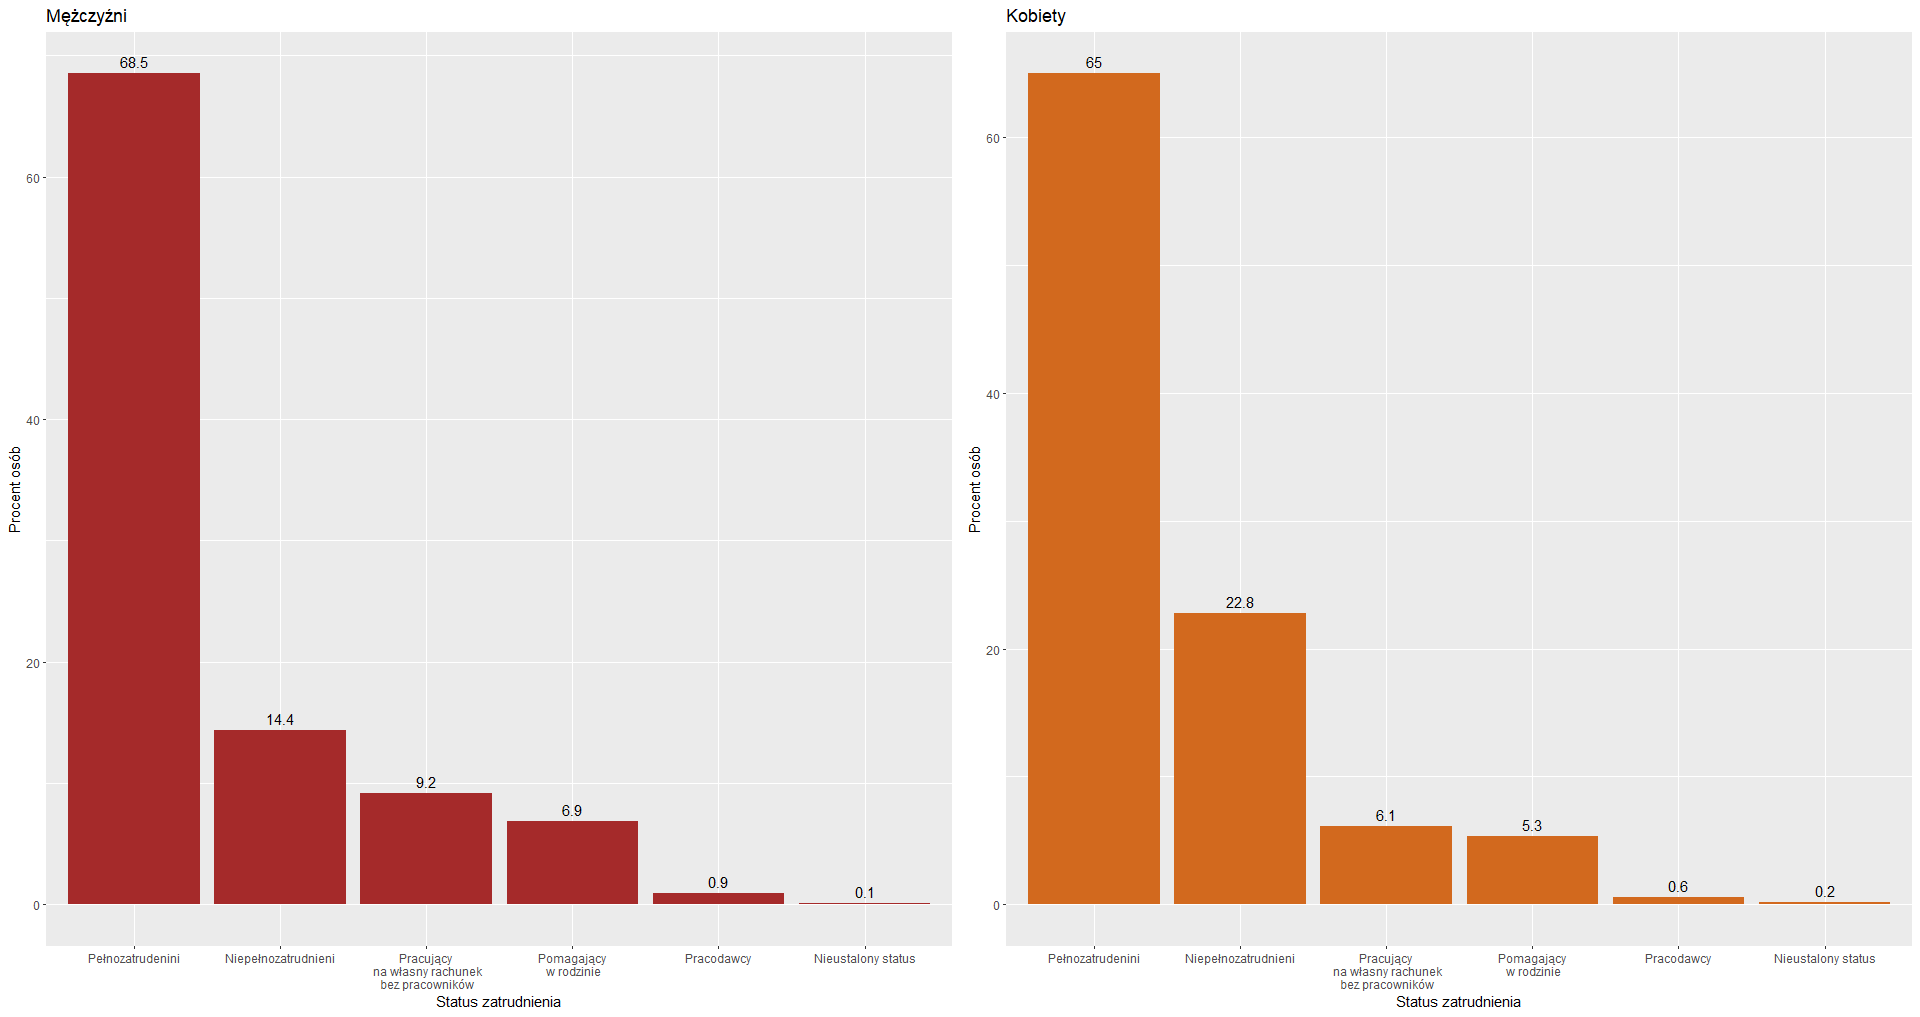 Mężczyźni
68.5
60
40
20
0
14.4
9.2
6.9
0.9
0.1
Procent osób
Pełnozatrudenini
Niepełnozatrudnieni
Pracujący
na własny rachunek
bez pracowników
Pomagający
w rodzinie
Pracodawcy
Nieustalony status
Status zatrudnienia
Kobiety
65
60
40
20
0
22.8
6.1
5.3
0.6
0.2
Procent osób
Pełnozatrudenini
Niepełnozatrudnieni
Pracujący
na własny rachunek
bez pracowników
Pomagający
w rodzinie
Pracodawcy
Nieustalony status
Status zatrudnienia